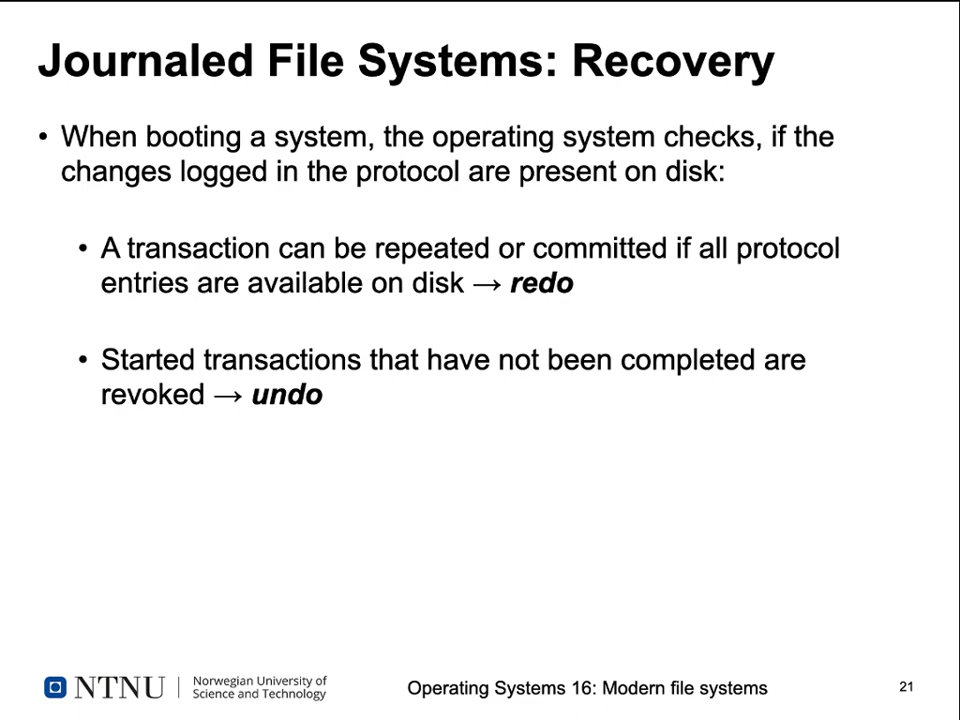 Journaled File Systems: Recovery
• When booting a system, the operating system checks, if the
changes logged in the protocol are present on disk:
• A transaction can be repeated or committed if all protocol
entries are available on disk → redo
• Started transactions that have not been completed are
revoked → undo
NTNU
Norwegian University of
Science and Technology
Operating Systems 16: Modern file systems
21